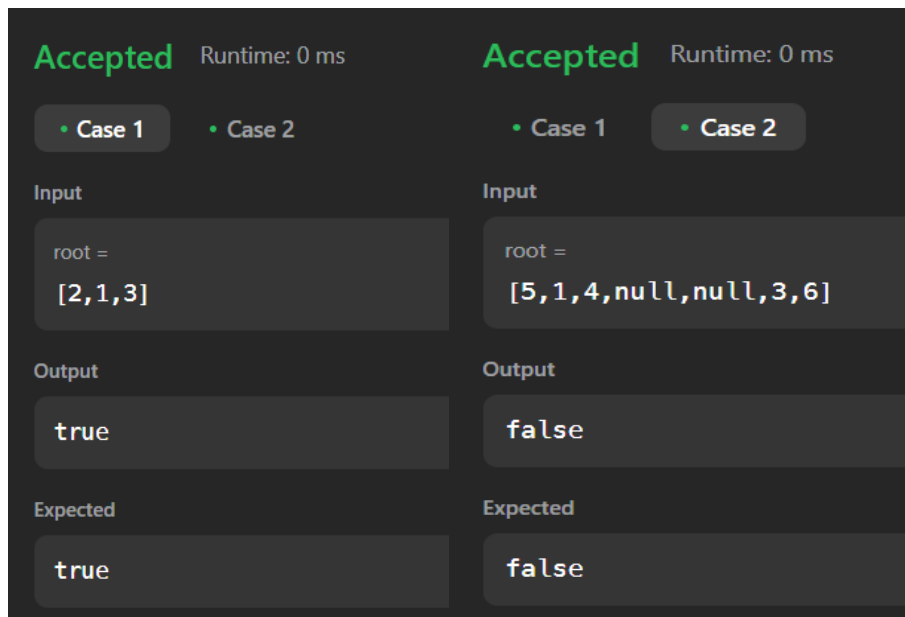 Accepted Runtime: 0 ms
• Case 1 • Case 2
Input
root =
[2,1,3]
Output
true
Expected
true
Accepted Runtime: 0 ms
• Case 1 • Case 2
Input
root =
[5,1,4,null,null,3,6]
Output
false
Expected
false